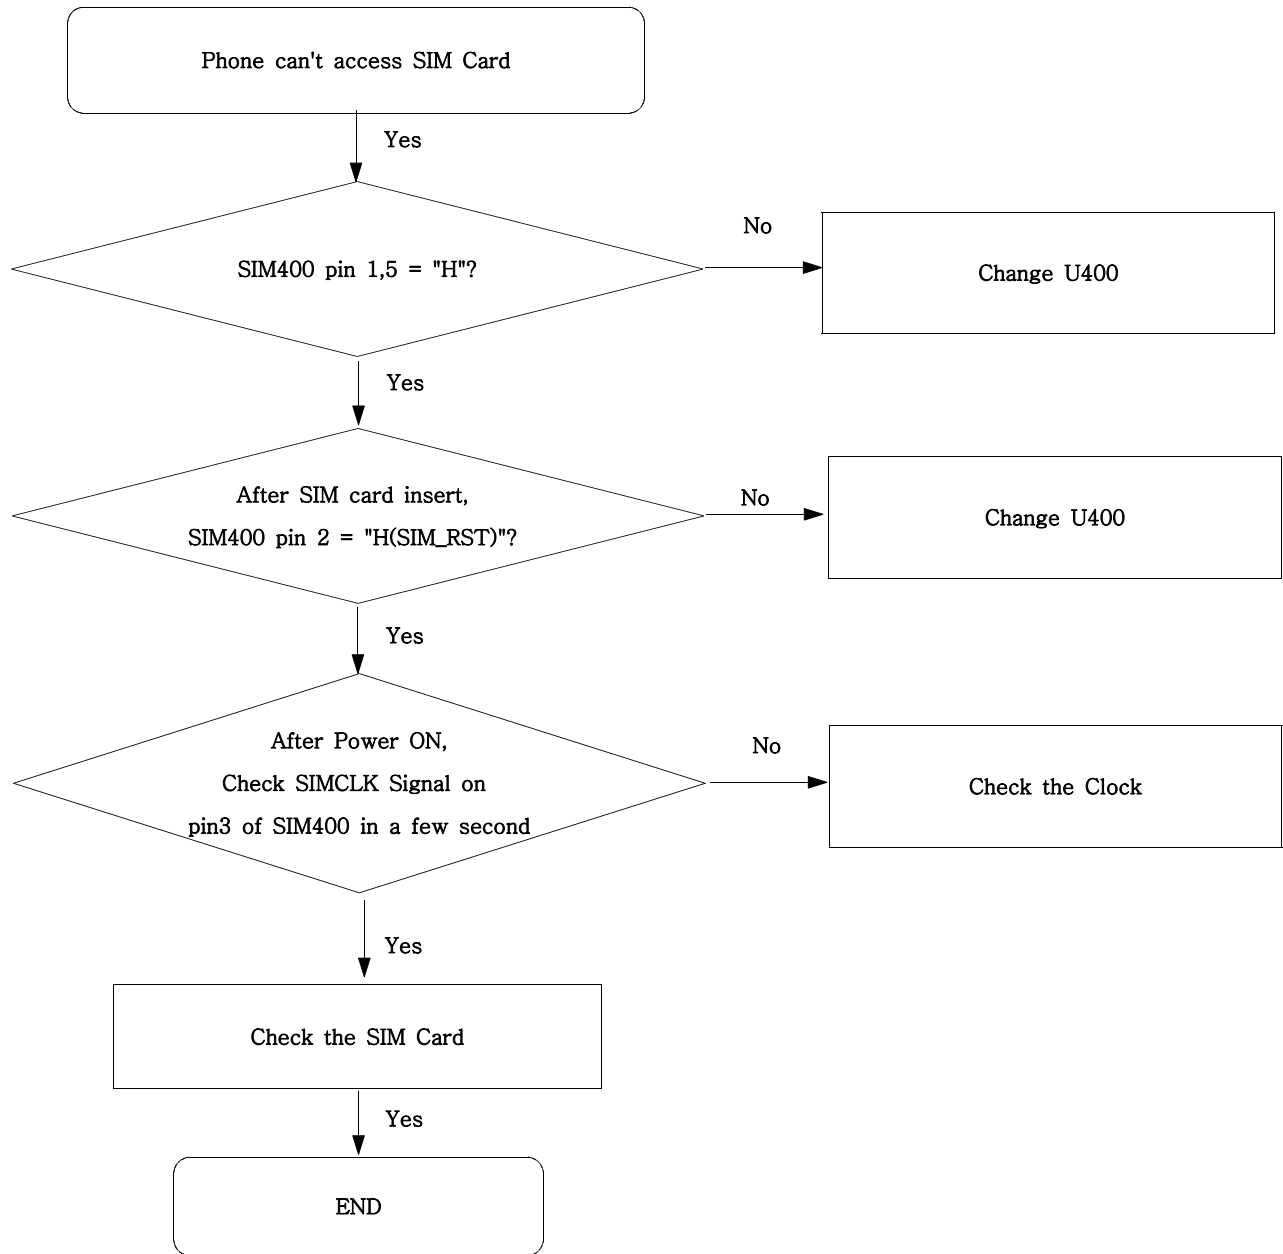 Phone can't access SIM Card
Yes
SIM400 pin 1,5 = "H"?
No
Change U400
Yes
After SIM card insert,
SIM400 pin 2 = "H(SIM_RST)"?
No
Change U400
Yes
After Power ON,
Check SIMCLK Signal on
pin3 of SIM400 in a few second
No
Check the Clock
Yes
Check the SIM Card
Yes
END